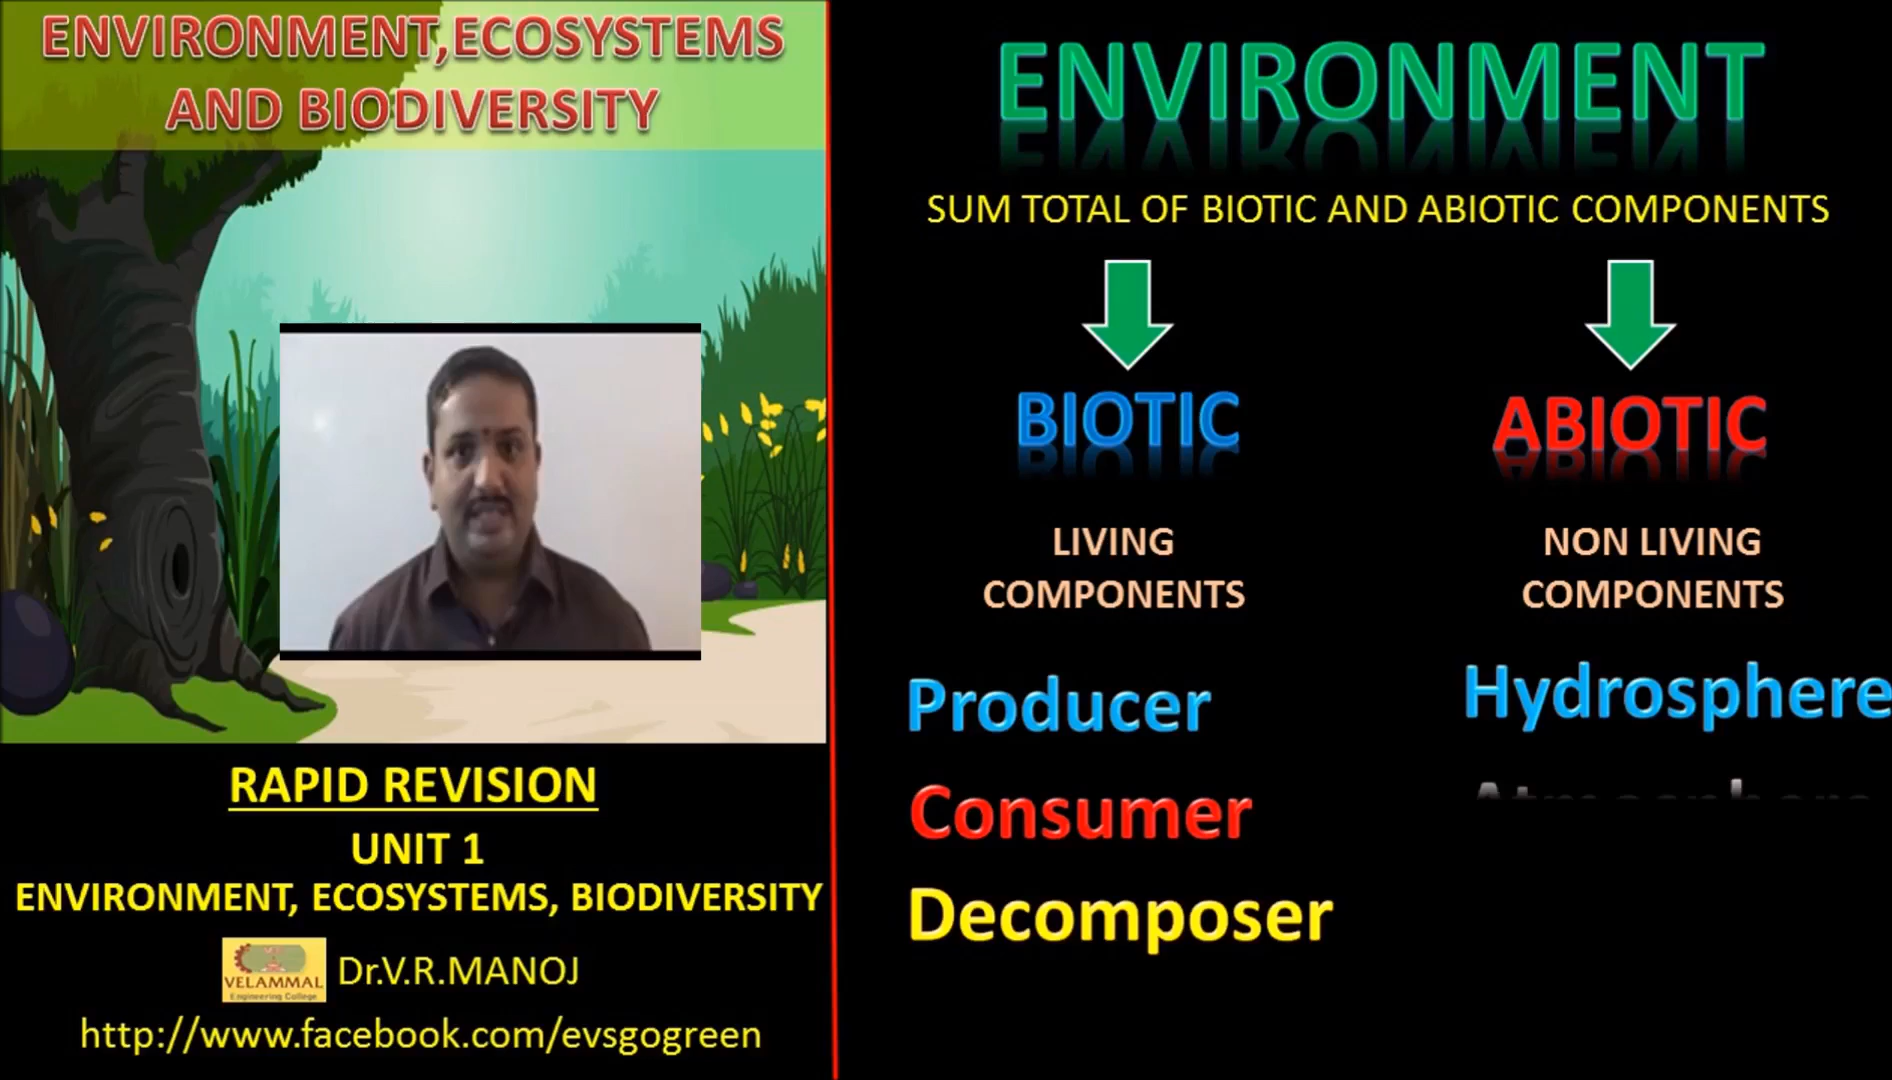 ENVIRONMENT,ECOSYSTEMS
AND BIODIVERSITY
RAPID REVISION
UNIT 1
ENVIRONMENT, ECOSYSTEMS, BIODIVERSITY
VELAMMAL
Engineering College
Dr.V.R.MANOJ
http://www.facebook.com/evsgogreen
ENVIRONMENT
SUM TOTAL OF BIOTIC AND ABIOTIC COMPONENTS
BIOTIC
LIVING
COMPONENTS
Producer
Consumer
Decomposer
ABIOTIC
NON LIVING
COMPONENTS
Hydrosphere